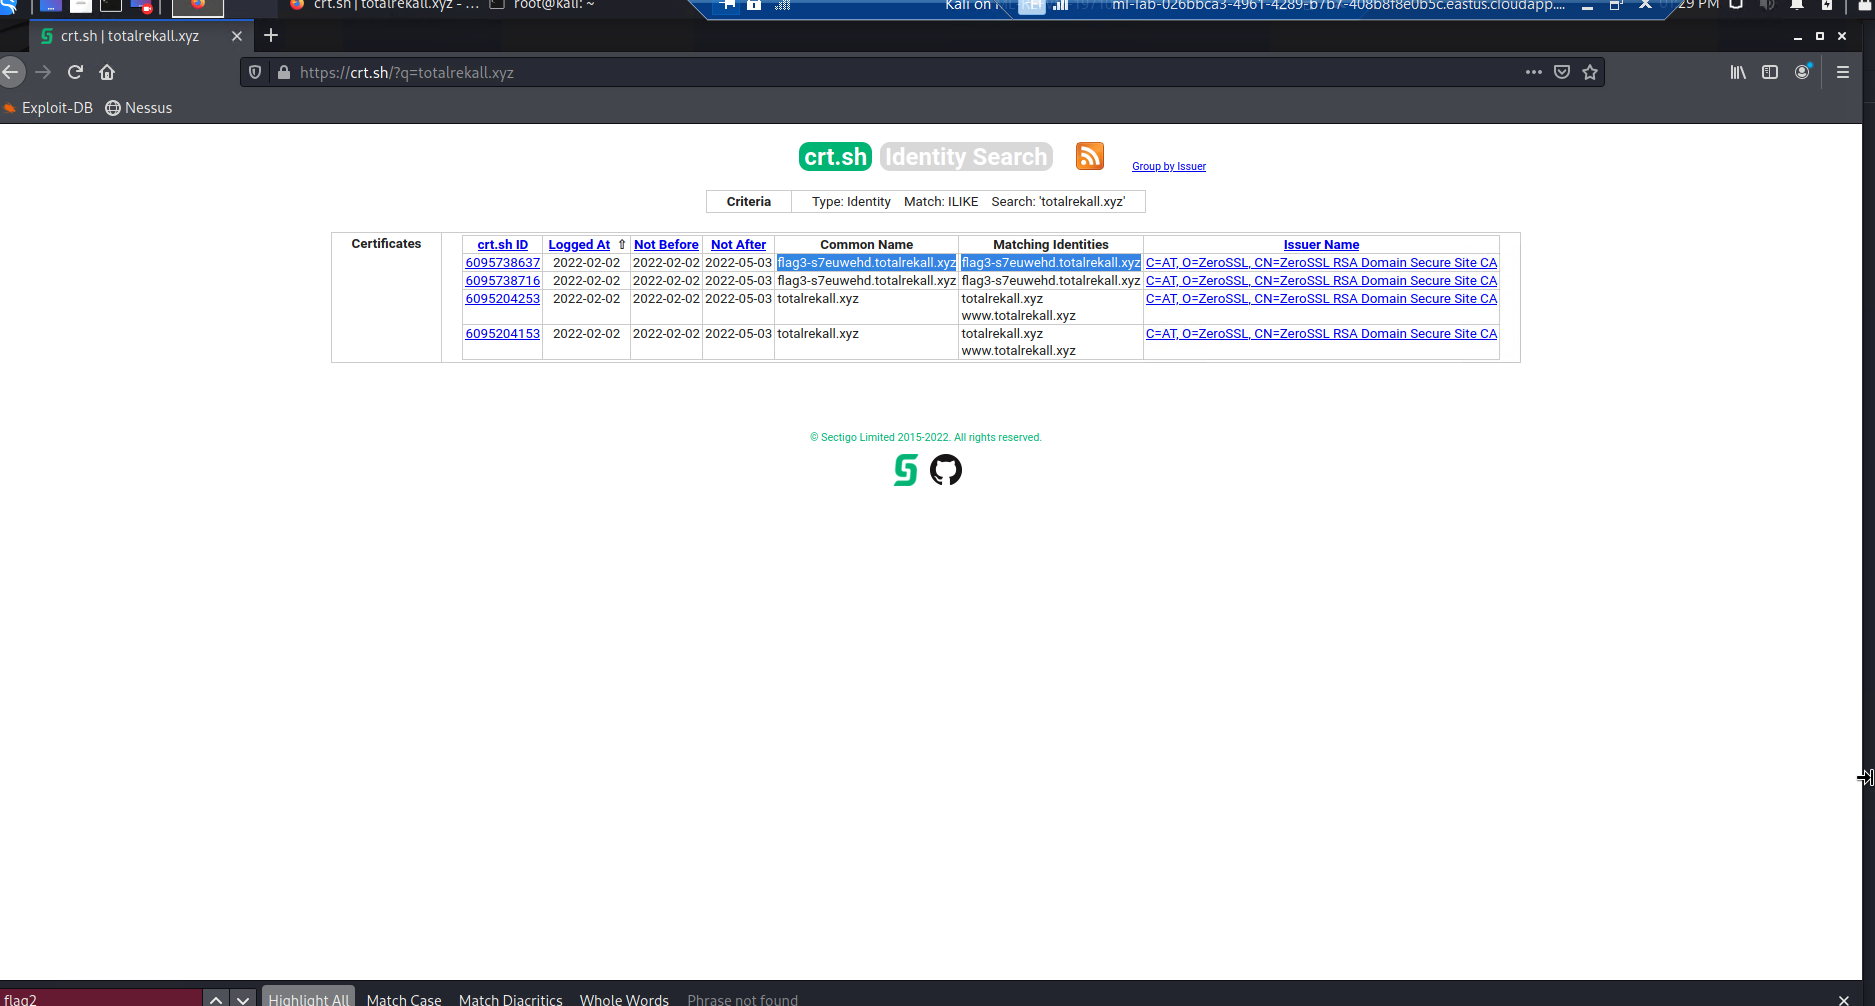 crt.sh | totalrekall.xyz - ...
root@kali: ~
Kali on
ml-lab-026bbca3-4961-4289-b7b7-408b8f8e0b5c.eastus.cloudapp....
:29 PM
crt.sh | totalrekall.xyz
https://crt.sh/?q=totalrekall.xyz
Exploit-DB
Nessus
crt.sh Identity Search
Group by Issuer
Criteria Type: Identity Match: ILIKE Search: 'totalrekall.xyz'
Certificates
crt.sh ID Logged At ⇧ Not Before Not After Common Name Matching Identities Issuer Name
6095738637 2022-02-02 2022-02-02 2022-05-03 flag3-s7euwehd.totalrekall.xyz flag3-s7euwehd.totalrekall.xyz C=AT, O=ZeroSSL, CN=ZeroSSL RSA Domain Secure Site CA
6095738716 2022-02-02 2022-02-02 2022-05-03 flag3-s7euwehd.totalrekall.xyz flag3-s7euwehd.totalrekall.xyz C=AT, O=ZeroSSL, CN=ZeroSSL RSA Domain Secure Site CA
6095204253 2022-02-02 2022-02-02 2022-05-03 totalrekall.xyz totalrekall.xyz C=AT, O=ZeroSSL, CN=ZeroSSL RSA Domain Secure Site CA
www.totalrekall.xyz
6095204153 2022-02-02 2022-02-02 2022-05-03 totalrekall.xyz totalrekall.xyz C=AT, O=ZeroSSL, CN=ZeroSSL RSA Domain Secure Site CA
www.totalrekall.xyz
© Sectigo Limited 2015-2022. All rights reserved.
flag2
Highlight All Match Case Match Diacritics Whole Words Phrase not found